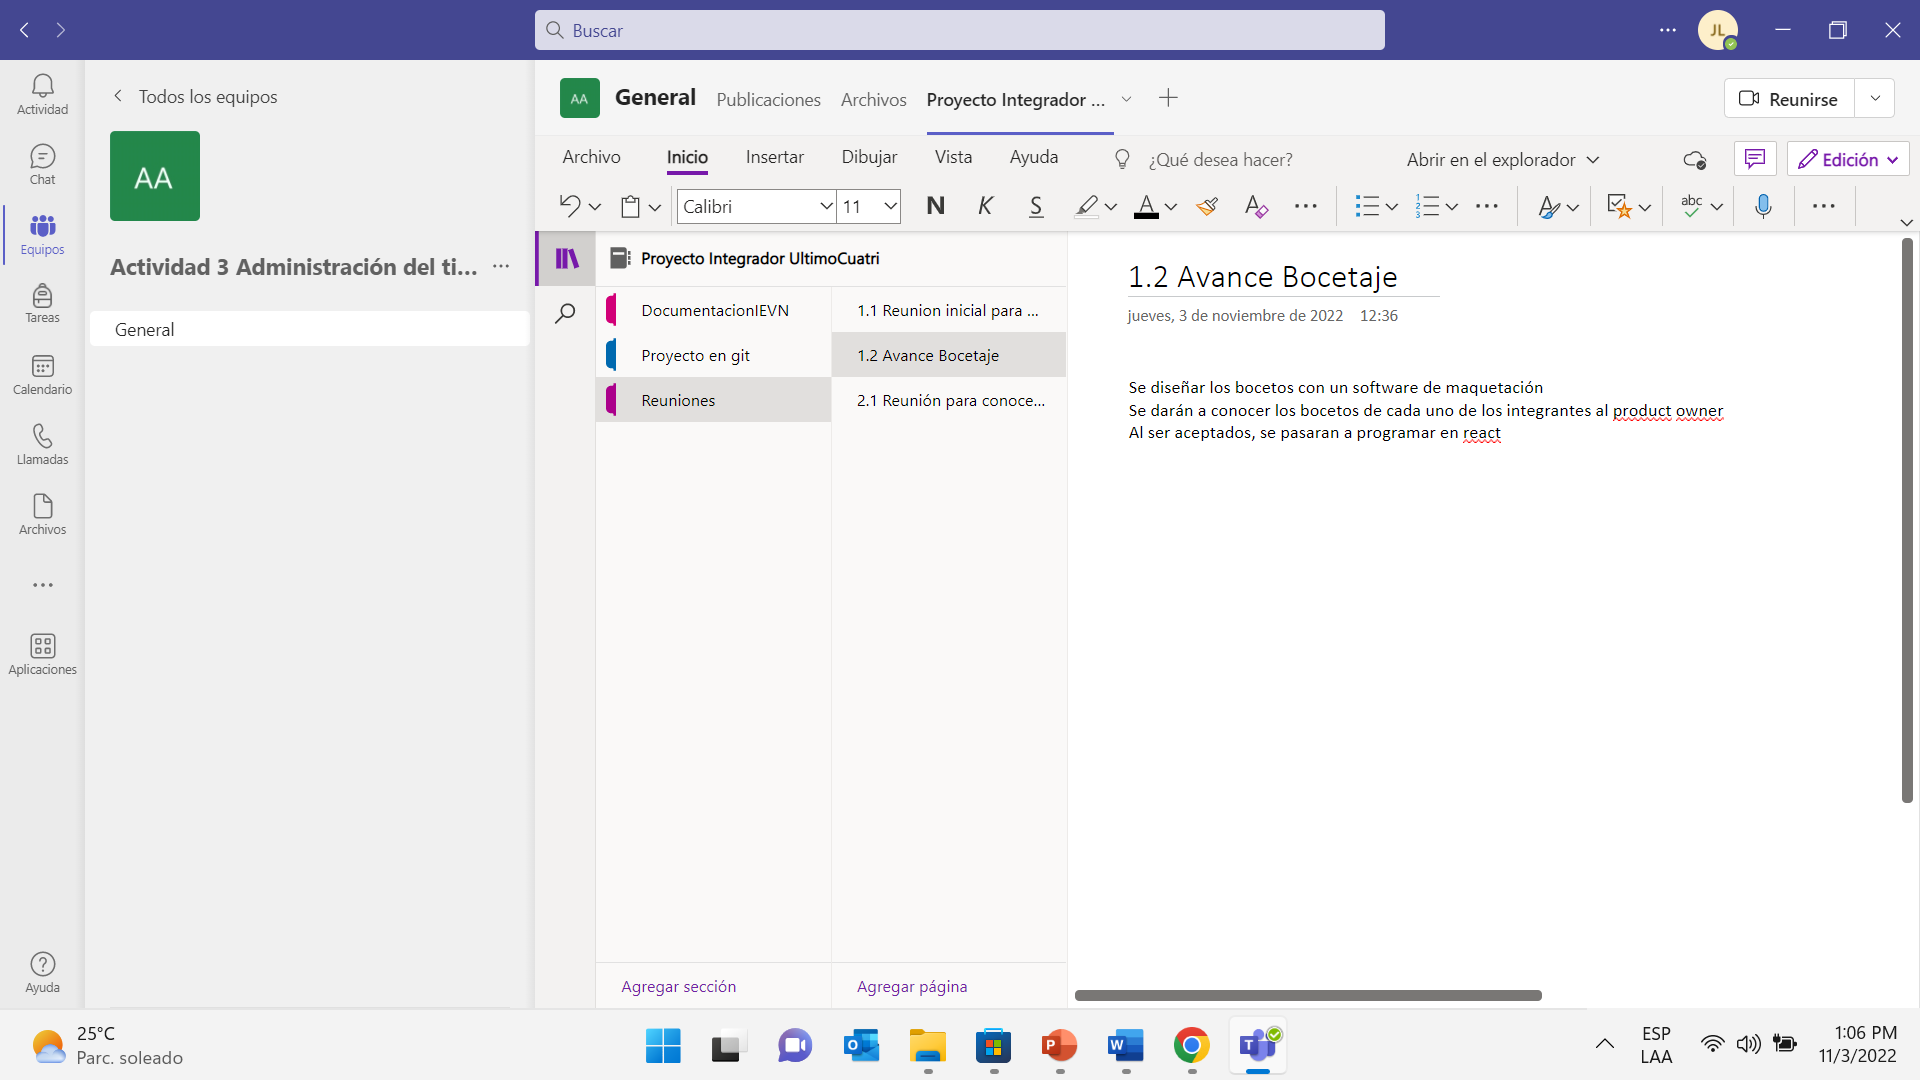 Buscar
JL
Actividad
Chat
Equipos
Tareas
Calendario
Llamadas
Archivos
Aplicaciones
Ayuda
Todos los equipos
AA
Actividad 3 Administración del ti...
General
AA
General
Publicaciones
Archivos
Proyecto Integrador ...
Reunirse
Archivo
Inicio
Insertar
Dibujar
Vista
Ayuda
¿Qué desea hacer?
Abrir en el explorador
Edición
Calibri
11
N
K
S
A
A
1
2
3
abc
Proyecto Integrador UltimoCuatri
DocumentacionIEVN
Proyecto en git
Reuniones
Agregar sección
1.1 Reunion inicial para ...
1.2 Avance Bocetaje
2.1 Reunión para conoce...
Agregar página
1.2 Avance Bocetaje
jueves, 3 de noviembre de 2022 12:36
Se diseñar los bocetos con un software de maquetación
Se darán a conocer los bocetos de cada uno de los integrantes al product owner
Al ser aceptados, se pasaran a programar en react
25°C
Parc. soleado
P
W
T
ESP
LAA
1:06 PM
11/3/2022